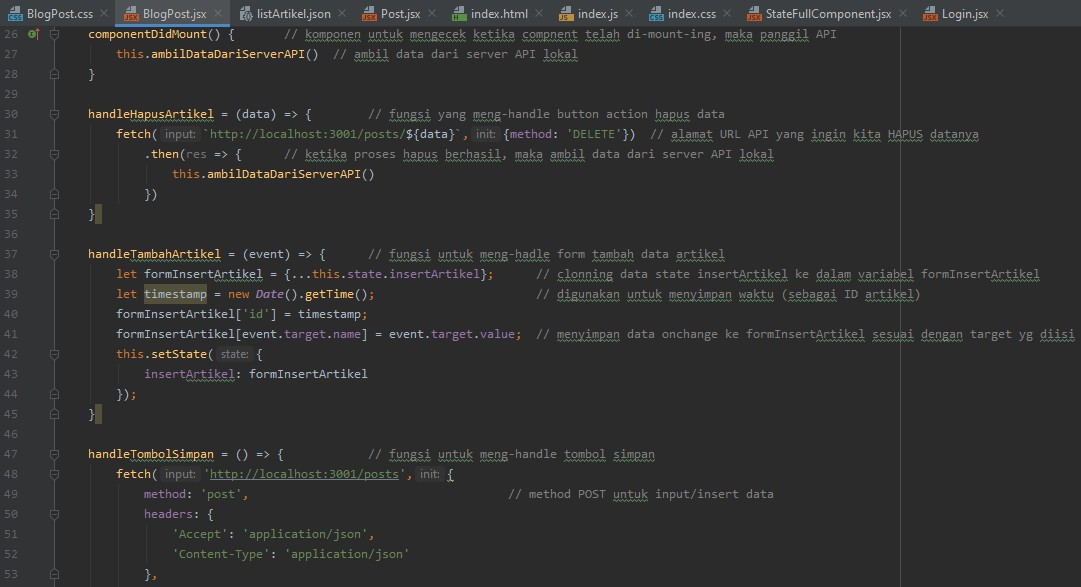 BlogPost.css × BlogPost.jsx × listArtikel.json × Post.jsx × index.html × index.js × index.css × StateFullComponent.jsx × Login.jsx ×
26 componentDidMount() { // komponen untuk mengecek ketika compnent telah di-mount-ing, maka panggil API
27 this.ambilDataDariServerAPI() // ambil data dari server API lokal
28 }
29
30 handleHapusArtikel = (data) => { // fungsi yang meng-handle button action hapus data
31 fetch( input: `http://localhost:3001/posts/${data}`, init: {method: 'DELETE'}) // alamat URL API yang ingin kita HAPUS datanya
32 .then(res => { // ketika proses hapus berhasil, maka ambil data dari server API lokal
33 this.ambilDataDariServerAPI()
34 })
35 }
36
37 handleTambahArtikel = (event) => { // fungsi untuk meng-hadle form tambah data artikel
38 let formInsertArtikel = {...this.state.insertArtikel}; // clonning data state insertArtikel ke dalam variabel formInsertArtikel
39 let timestamp = new Date().getTime(); // digunakan untuk menyimpan waktu (sebagai ID artikel)
40 formInsertArtikel['id'] = timestamp;
41 formInsertArtikel[event.target.name] = event.target.value; // menyimpan data onchange ke formInsertArtikel sesuai dengan target yg diisi
42 this.setState( state: {
43 insertArtikel: formInsertArtikel
44 });
45 }
46
47 handleTombolSimpan = () => { // fungsi untuk meng-handle tombol simpan
48 fetch( input: 'http://localhost:3001/posts', init: {
49 method: 'post', // method POST untuk input/insert data
50 headers: {
51 'Accept': 'application/json',
52 'Content-Type': 'application/json'
53 },